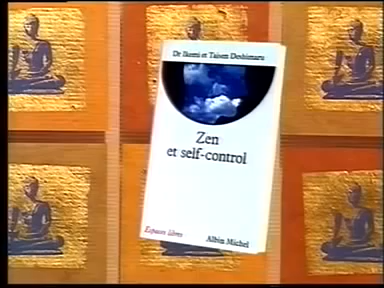 Dr Ikemi et Taisen Deshimaru
Zen
et self-control
Espaces libres
Albin Michel